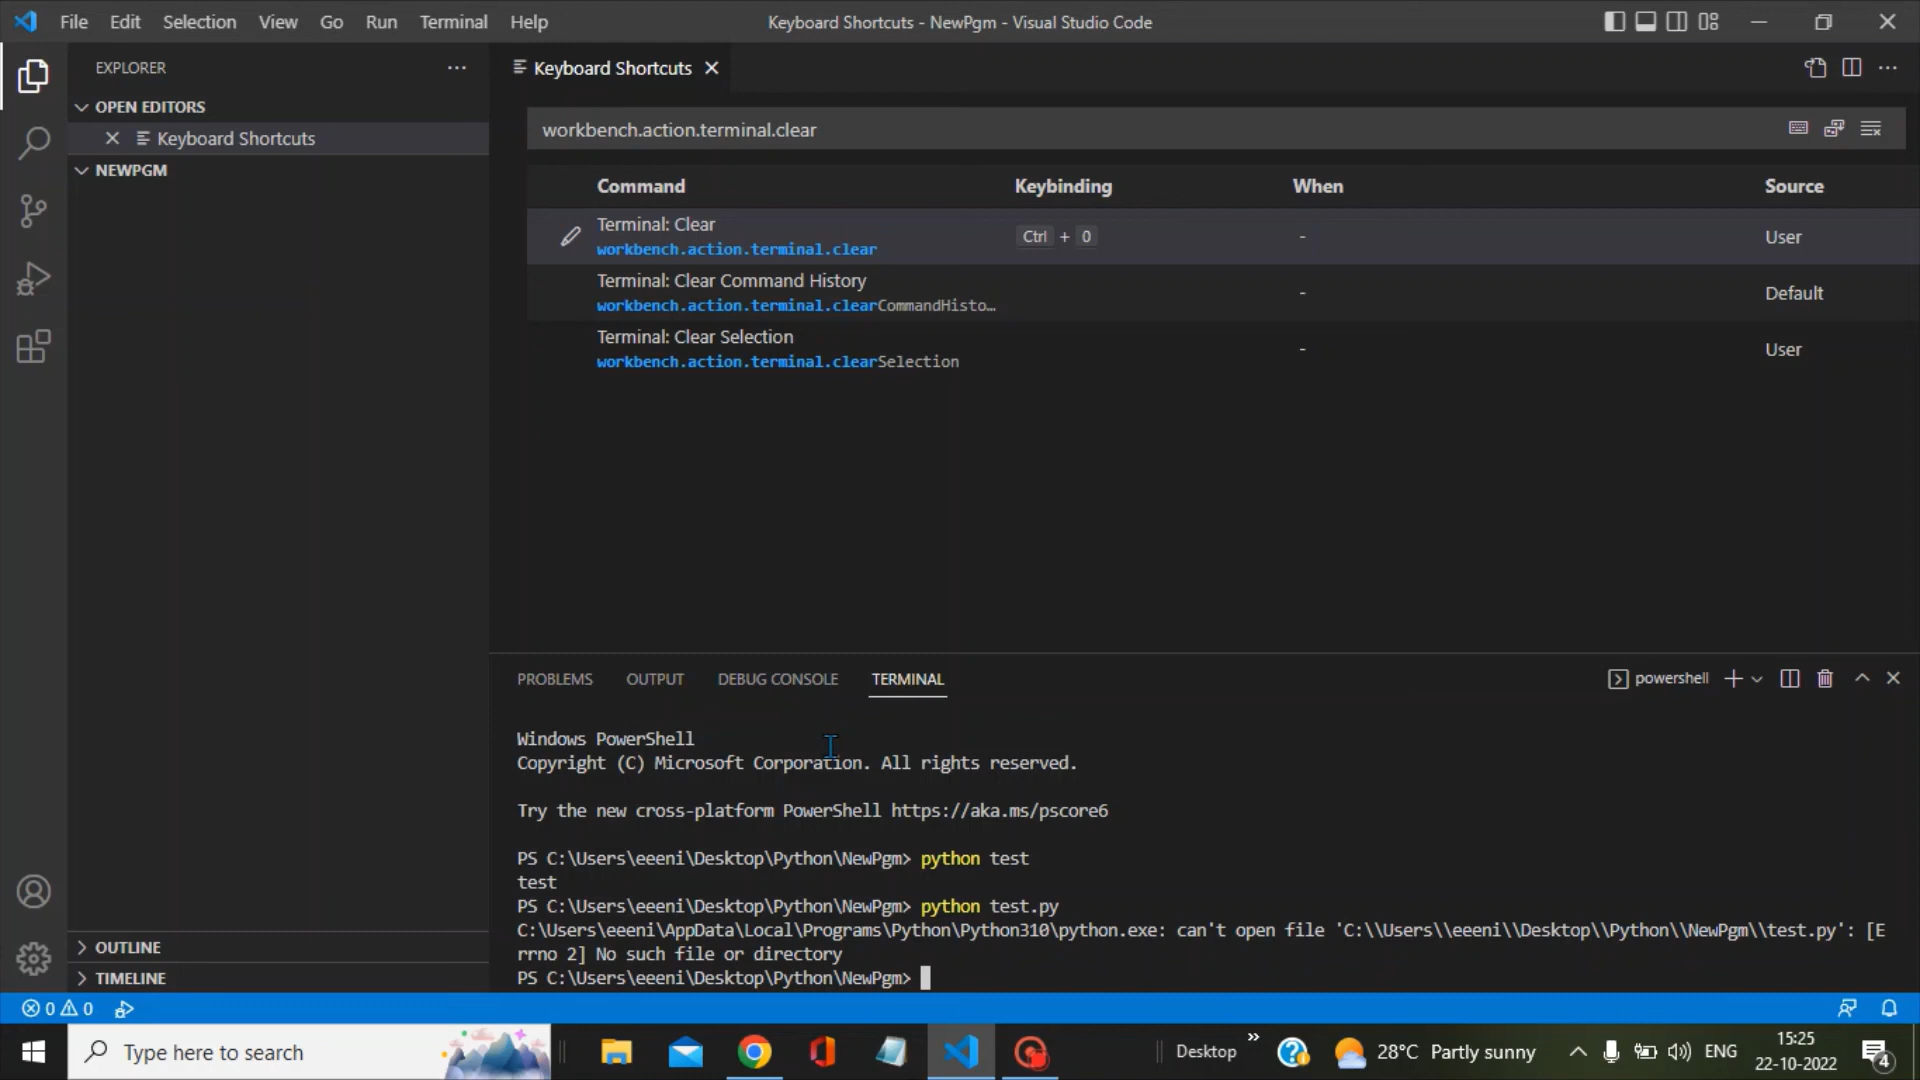 File Edit Selection View Go Run Terminal Help
Keyboard Shortcuts - NewPgm - Visual Studio Code
EXPLORER
OPEN EDITORS
Keyboard Shortcuts
NEWPGM
OUTLINE
TIMELINE
Keyboard Shortcuts
workbench.action.terminal.clear
Command Keybinding When Source
Terminal: Clear
workbench.action.terminal.clear
Ctrl + 0 - User
Terminal: Clear Command History
workbench.action.terminal.clearCommandHisto…
- Default
Terminal: Clear Selection
workbench.action.terminal.clearSelection
- User
PROBLEMS OUTPUT DEBUG CONSOLE TERMINAL
powershell
Windows PowerShell
Copyright (C) Microsoft Corporation. All rights reserved.
Try the new cross-platform PowerShell https://aka.ms/pscore6
PS C:\Users\eeeni\Desktop\Python\NewPgm> python test
test
PS C:\Users\eeeni\Desktop\Python\NewPgm> python test.py
C:\Users\eeeni\AppData\Local\Programs\Python\Python310\python.exe: can't open file 'C:\\Users\\eeeni\\Desktop\\Python\\NewPgm\\test.py': [E
rrno 2] No such file or directory
PS C:\Users\eeeni\Desktop\Python\NewPgm>
0 0
Type here to search
Desktop
28°C Partly sunny
ENG
15:25
22-10-2022
4